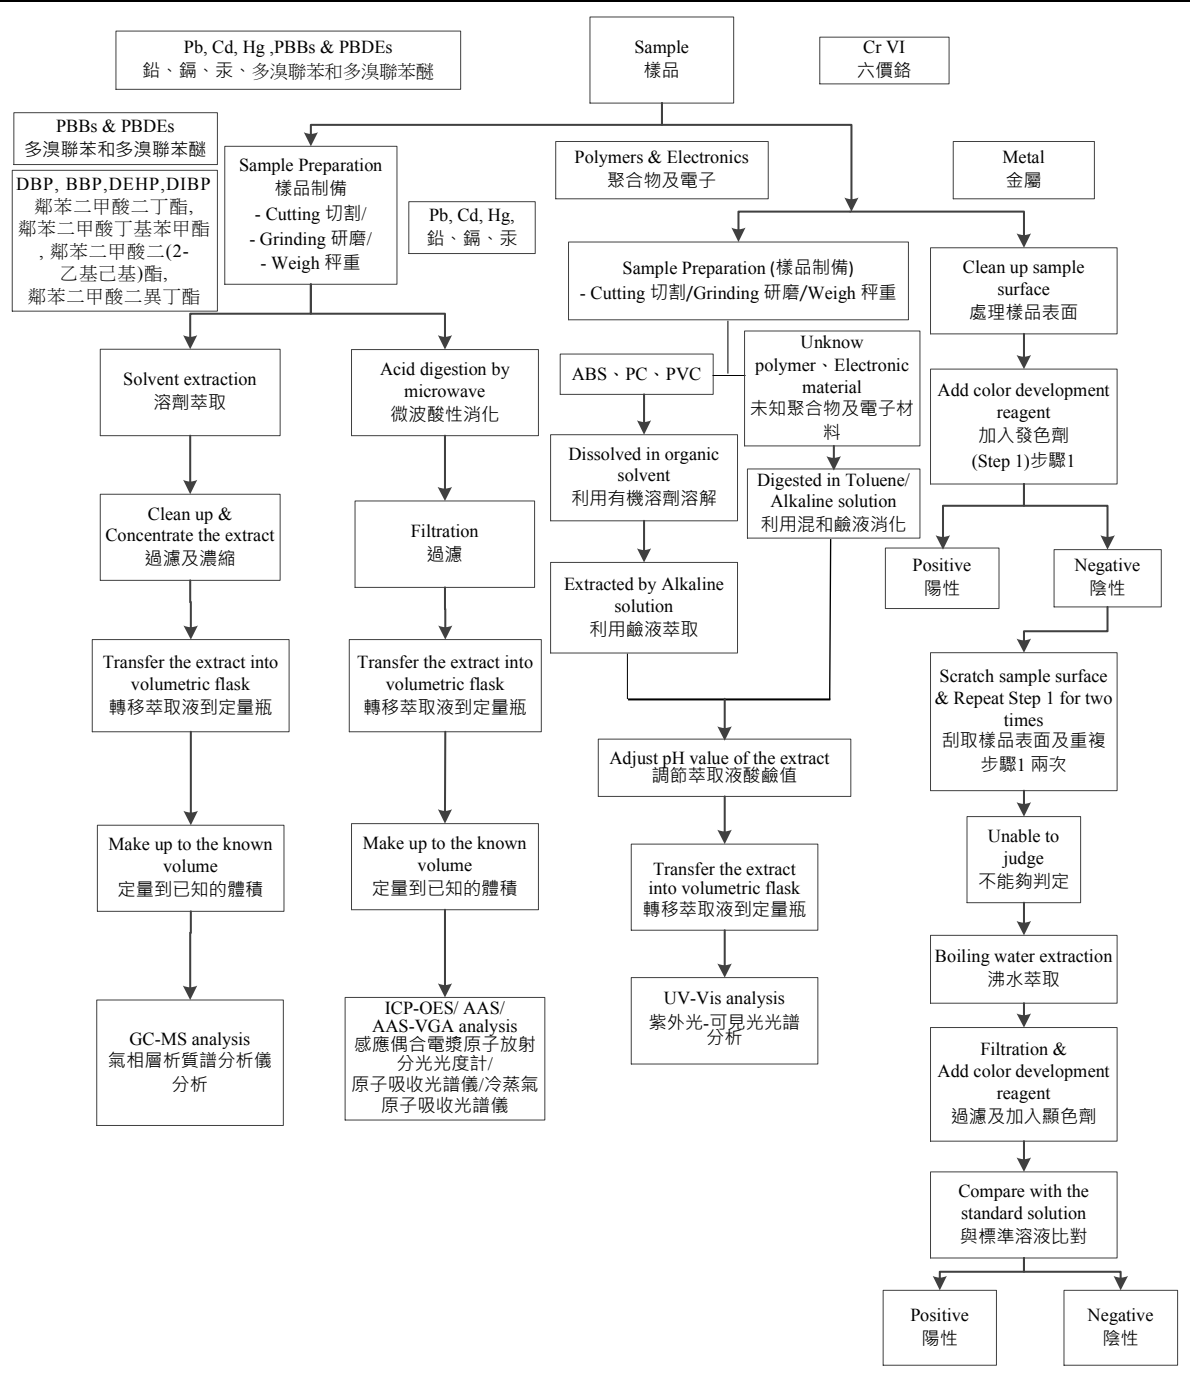 Pb, Cd, Hg ,PBBs & PBDEs
鉛、鎘、汞、多溴聯苯和多溴聯苯醚
Sample
樣品
Cr VI
六價鉻
PBBs & PBDEs
多溴聯苯和多溴聯苯醚
DBP, BBP,DEHP,DIBP
鄰苯二甲酸二丁酯,
鄰苯二甲酸丁基苯甲酯
, 鄰苯二甲酸二(2-
乙基己基)酯,
鄰苯二甲酸二異丁酯
Sample Preparation
樣品制備
- Cutting 切割/
- Grinding 研磨/
- Weigh 秤重
Pb, Cd, Hg,
鉛、鎘、汞
Polymers & Electronics
聚合物及電子
Metal
金屬
Sample Preparation (樣品制備)
- Cutting 切割/Grinding 研磨/Weigh 秤重
Clean up sample
surface
處理樣品表面
Solvent extraction
溶劑萃取
Acid digestion by
microwave
微波酸性消化
ABS、PC、PVC
Unknow
polymer、Electronic
material
未知聚合物及電子材
料
Add color development
reagent
加入發色劑
(Step 1)步驟1
Dissolved in organic
solvent
利用有機溶劑溶解
Digested in Toluene/
Alkaline solution
利用混和鹼液消化
Clean up &
Concentrate the extract
過濾及濃縮
Filtration
過濾
Positive
陽性
Negative
陰性
Extracted by Alkaline
solution
利用鹼液萃取
Transfer the extract into
volumetric flask
轉移萃取液到定量瓶
Transfer the extract into
volumetric flask
轉移萃取液到定量瓶
Scratch sample surface
& Repeat Step 1 for two
times
刮取樣品表面及重複
步驟1 兩次
Adjust pH value of the extract
調節萃取液酸鹼值
Make up to the known
volume
定量到已知的體積
Make up to the known
volume
定量到已知的體積
Transfer the extract
into volumetric flask
轉移萃取液到定量瓶
Unable to
judge
不能夠判定
Boiling water extraction
沸水萃取
GC-MS analysis
氣相層析質譜分析儀
分析
ICP-OES/ AAS/
AAS-VGA analysis
感應偶合電漿原子放射
分光光度計/
原子吸收光譜儀/冷蒸氣
原子吸收光譜儀
UV-Vis analysis
紫外光-可見光光譜
分析
Filtration &
Add color development
reagent
過濾及加入顯色劑
Compare with the
standard solution
與標準溶液比對
Positive
陽性
Negative
陰性